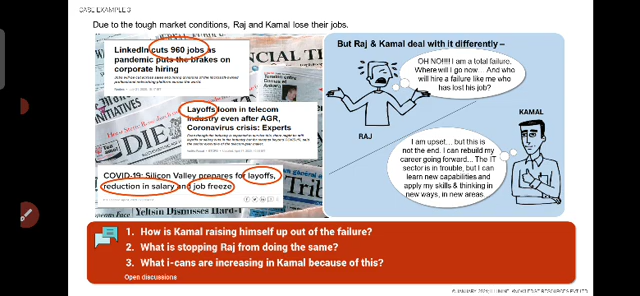 CASE EXAMPLE 3
Due to the tough market conditions, Raj and Kamal lose their jobs.
LinkedIn cuts 960 jobs as
pandemic puts the brakes on
corporate hiring
NCIAL T
INITIATIVES
DIE
Layoffs loom in telecom
industry even after AGR,
Coronavirus crisis: Experts
COVID-19: Silicon Valley prepares for layoffs,
reduction in salary and job freeze
Trib
Yeltsin Dismisses Hard-
But Raj & Kamal deal with it differently –
OH NO!!!! I am a total failure.
Where will I go now... And who
will hire a failure like me who
has lost his job?
RAJ
KAMAL
I am upset... but this is
not the end. I can rebuild my
career going forward... The IT
sector is in trouble, but I can
learn new capabilities and
apply my skills & thinking in
new ways, in new areas.
1. How is Kamal raising himself up out of the failure?
2. What is stopping Raj from doing the same?
3. What i-cans are increasing in Kamal because of this?
Open discussions